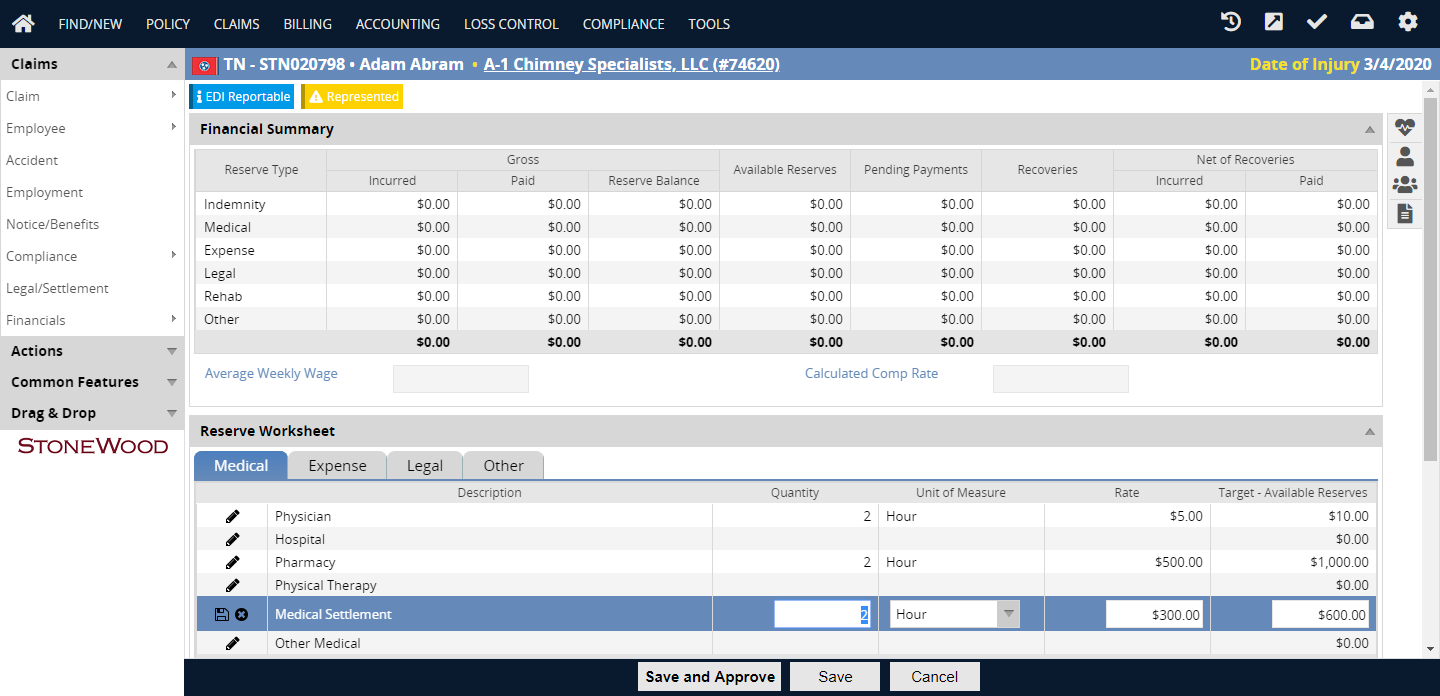 FIND/NEW POLICY CLAIMS BILLING ACCOUNTING LOSS CONTROL COMPLIANCE TOOLS
Claims
Claim
Employee
Accident
Employment
Notice/Benefits
Compliance
Legal/Settlement
Financials
Actions
Common Features
Drag & Drop
STONEWOOD
TN - STN020798 • Adam Abram • A-1 Chimney Specialists, LLC (#74620) Date of Injury 3/4/2020
EDI Reportable Represented
Financial Summary
Reserve Type Gross Available Reserves Pending Payments Recoveries Net of Recoveries
Incurred Paid Reserve Balance Incurred Paid
Indemnity $0.00 $0.00 $0.00 $0.00 $0.00 $0.00 $0.00 $0.00
Medical $0.00 $0.00 $0.00 $0.00 $0.00 $0.00 $0.00 $0.00
Expense $0.00 $0.00 $0.00 $0.00 $0.00 $0.00 $0.00 $0.00
Legal $0.00 $0.00 $0.00 $0.00 $0.00 $0.00 $0.00 $0.00
Rehab $0.00 $0.00 $0.00 $0.00 $0.00 $0.00 $0.00 $0.00
Other $0.00 $0.00 $0.00 $0.00 $0.00 $0.00 $0.00 $0.00
$0.00 $0.00 $0.00 $0.00 $0.00 $0.00 $0.00 $0.00
Average Weekly Wage Calculated Comp Rate
Reserve Worksheet
Medical Expense Legal Other
Description Quantity Unit of Measure Rate Target - Available Reserves
Physician 2 Hour $5.00 $10.00
Hospital $0.00
Pharmacy 2 Hour $500.00 $1,000.00
Physical Therapy $0.00
Medical Settlement 2 Hour $300.00 $600.00
Other Medical $0.00
Save and Approve Save Cancel